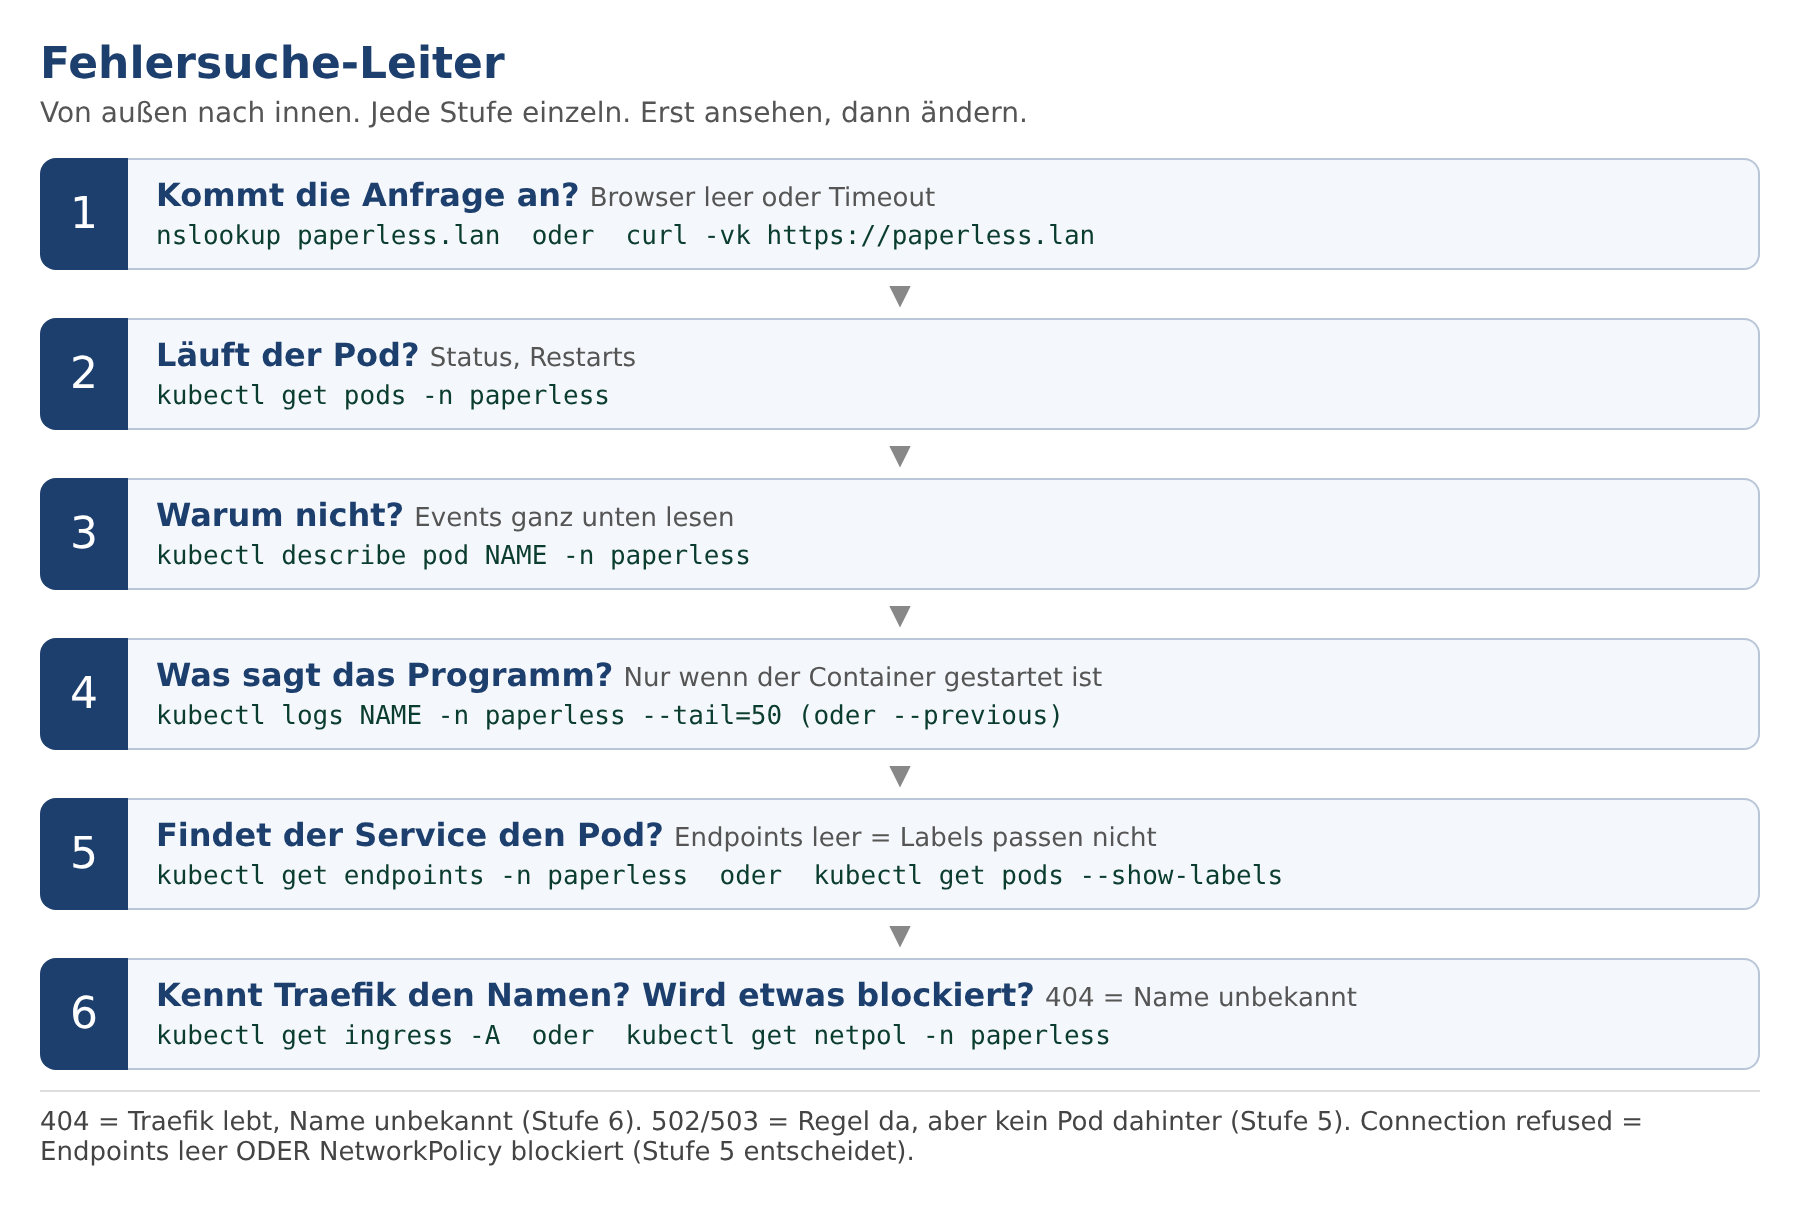 Fehlersuche-Leiter
Von außen nach innen. Jede Stufe einzeln. Erst ansehen, dann ändern.
1
Kommt die Anfrage an? Browser leer oder Timeout
nslookup paperless.lan  oder  curl -vk https://paperless.lan
▼
2
Läuft der Pod? Status, Restarts
kubectl get pods -n paperless
▼
3
Warum nicht? Events ganz unten lesen
kubectl describe pod NAME -n paperless
▼
4
Was sagt das Programm? Nur wenn der Container gestartet ist
kubectl logs NAME -n paperless --tail=50 (oder --previous)
▼
5
Findet der Service den Pod? Endpoints leer = Labels passen nicht
kubectl get endpoints -n paperless  oder  kubectl get pods --show-labels
▼
6
Kennt Traefik den Namen? Wird etwas blockiert? 404 = Name unbekannt
kubectl get ingress -A  oder  kubectl get netpol -n paperless
404 = Traefik lebt, Name unbekannt (Stufe 6). 502/503 = Regel da, aber kein Pod dahinter (Stufe 5). Connection refused =
Endpoints leer ODER NetworkPolicy blockiert (Stufe 5 entscheidet).